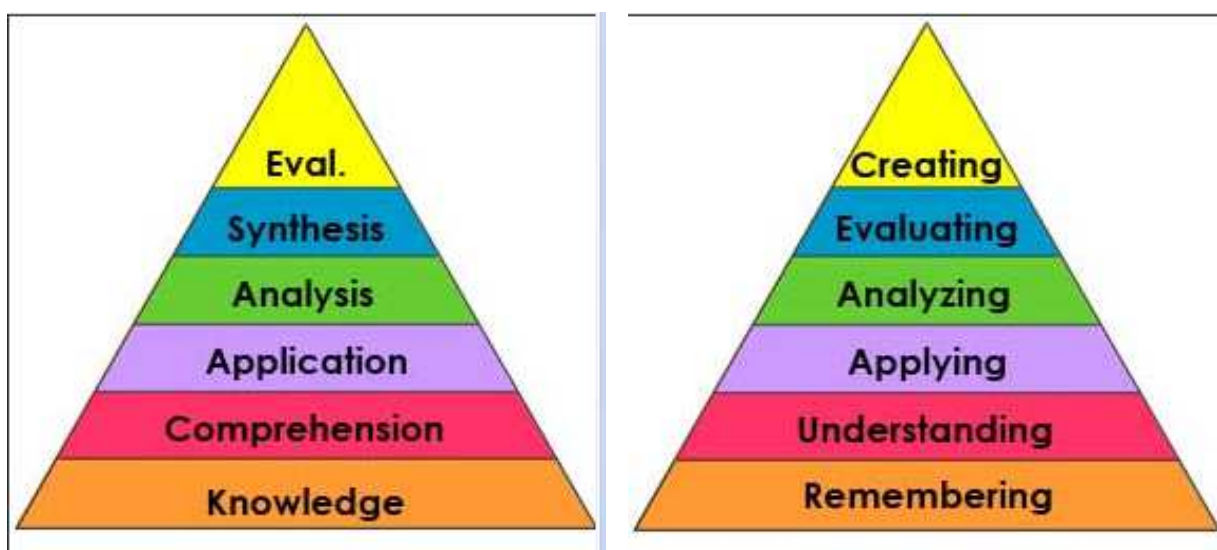 Eval.
Synthesis
Analysis
Application
Comprehension
Knowledge
Creating
Evaluating
Analyzing
Applying
Understanding
Remembering